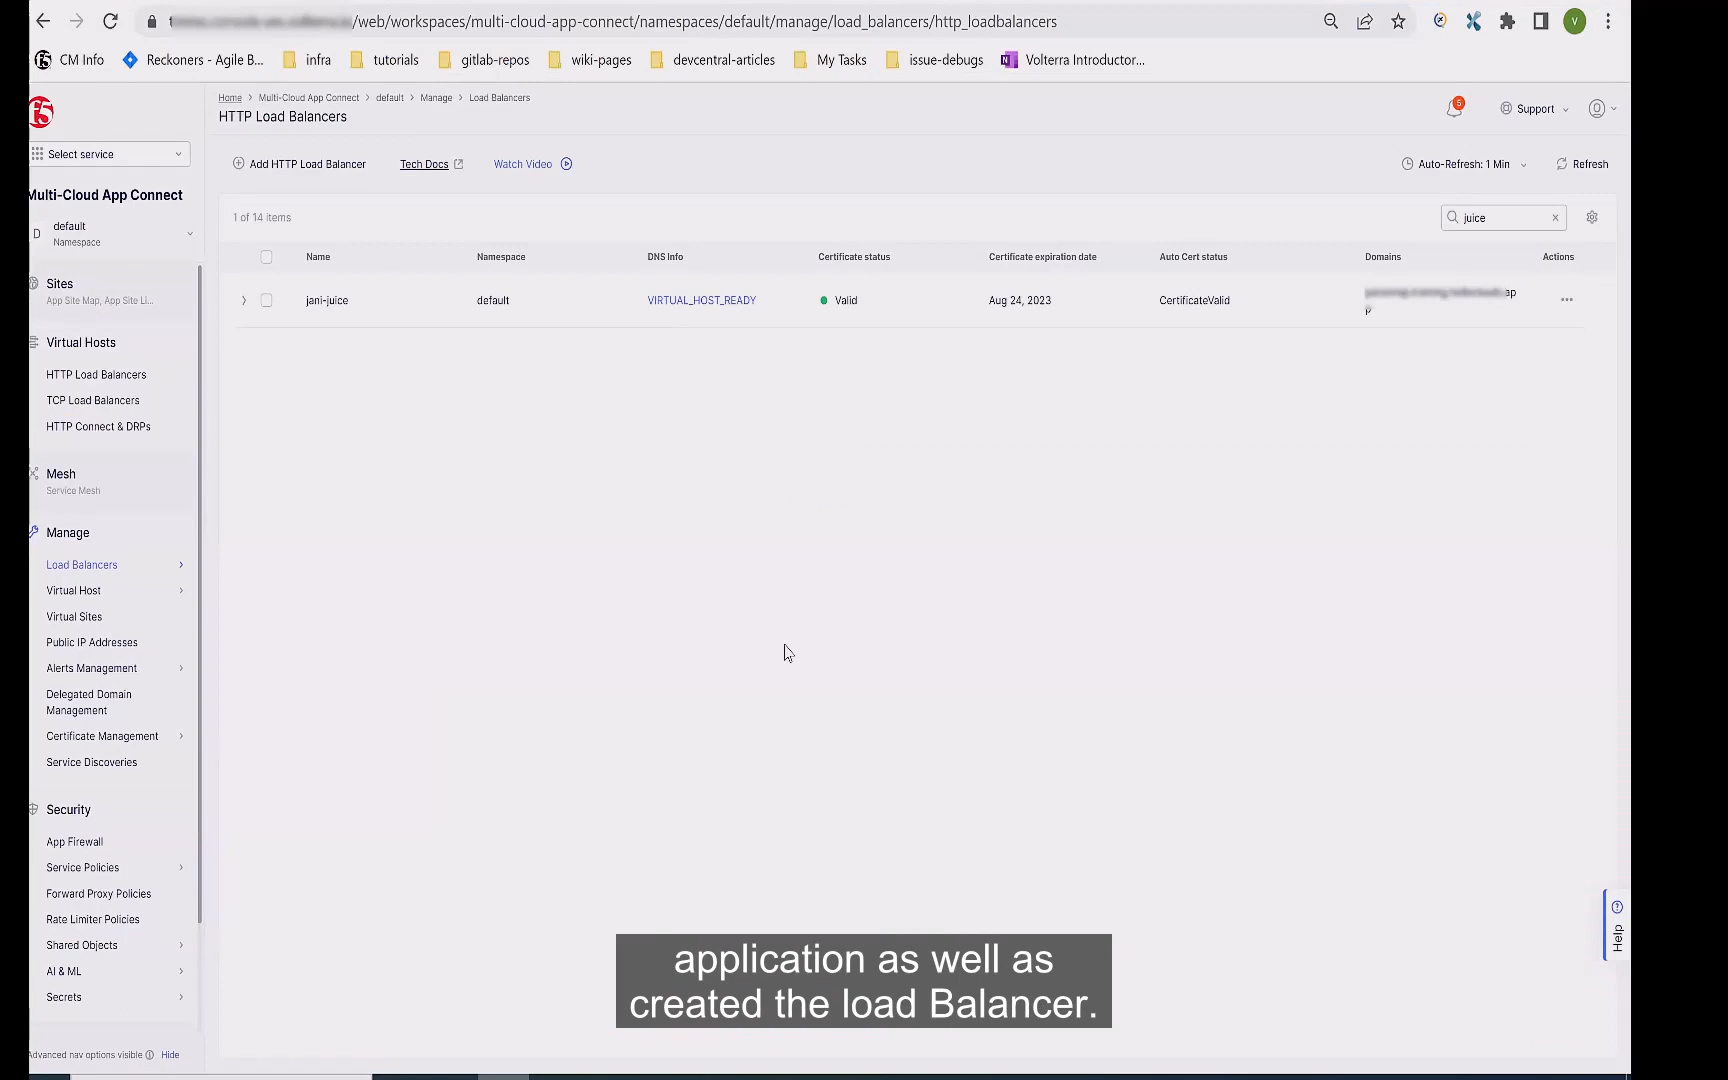 /web/workspaces/multi-cloud-app-connect/namespaces/default/manage/load_balancers/http_loadbalancers
V
CM Info
Reckoners - Agile B...
infra
tutorials
gitlab-repos
wiki-pages
devcentral-articles
My Tasks
issue-debugs
Volterra Introductor...
Home > Multi-Cloud App Connect > default > Manage > Load Balancers
HTTP Load Balancers
5
Support
Select service
Add HTTP Load Balancer
Tech Docs
Watch Video
Auto-Refresh: 1 Min
Refresh
Multi-Cloud App Connect
D
default
Namespace
1 of 14 items
juice
Name
Namespace
DNS Info
Certificate status
Certificate expiration date
Auto Cert status
Domains
Actions
jani-juice
default
VIRTUAL_HOST_READY
Valid
Aug 24, 2023
CertificateValid
ap
p
Sites
App Site Map, App Site Li...
Virtual Hosts
HTTP Load Balancers
TCP Load Balancers
HTTP Connect & DRPs
Mesh
Service Mesh
Manage
Load Balancers
Virtual Host
Virtual Sites
Public IP Addresses
Alerts Management
Delegated Domain
Management
Certificate Management
Service Discoveries
Security
App Firewall
Service Policies
Forward Proxy Policies
Rate Limiter Policies
Shared Objects
AI & ML
Secrets
Advanced nav options visible
Hide
Help
application as well as
created the load Balancer.